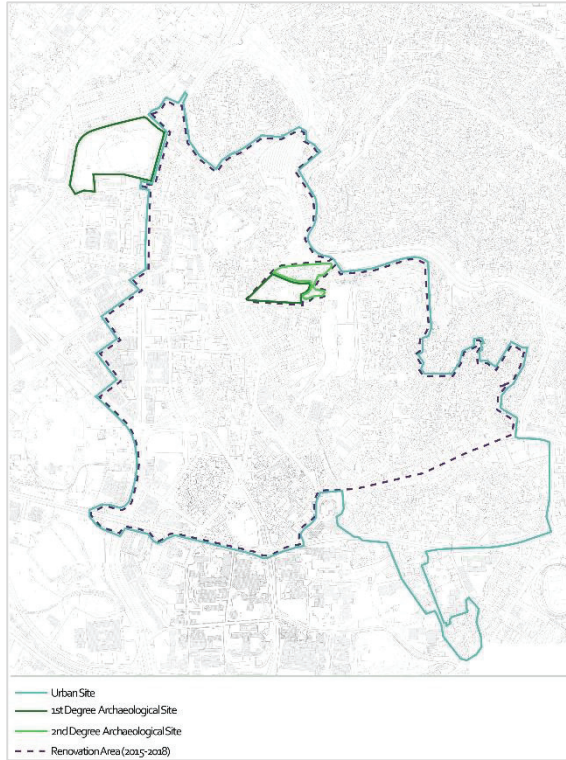 Urban Site
1st Degree Archaeological Site
2nd Degree Archaeological Site
Renovation Area (2015-2018)